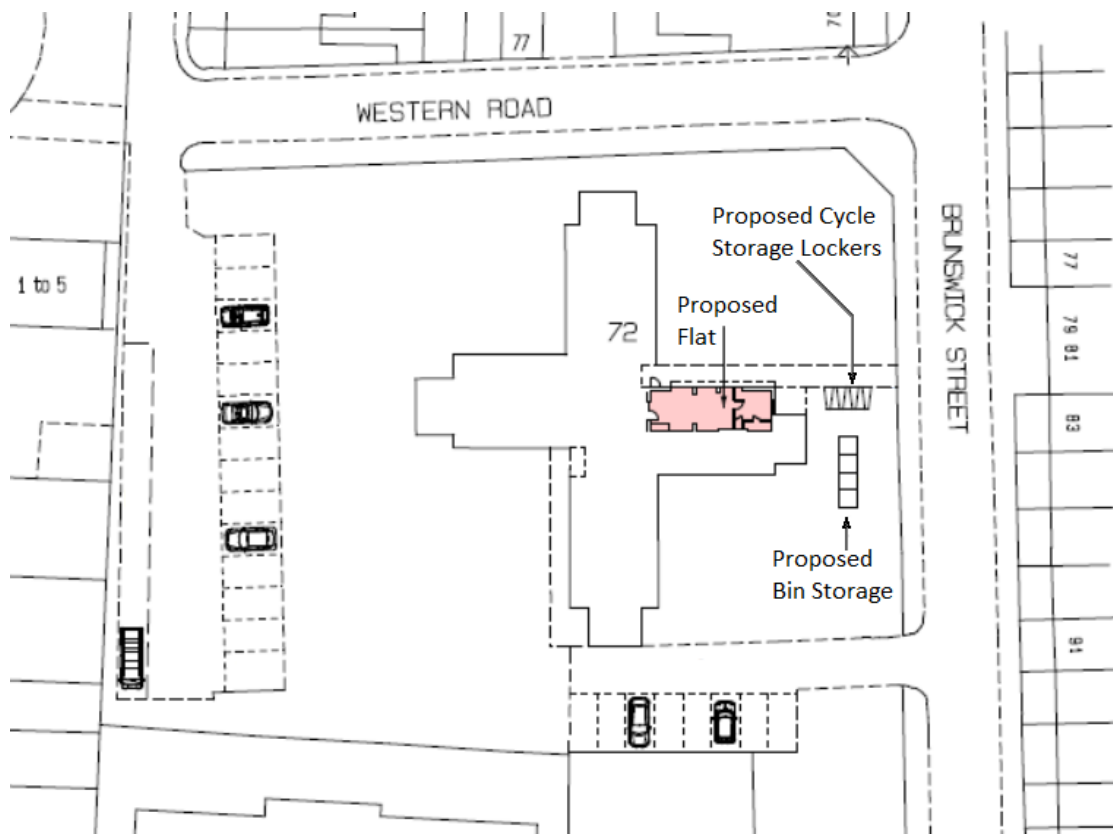 77
70
WESTERN ROAD
BRUNSWICK STREET
Proposed Cycle
Storage Lockers
77
1 to 5
Proposed
Flat
72
79 81
83
Proposed
Bin Storage
91